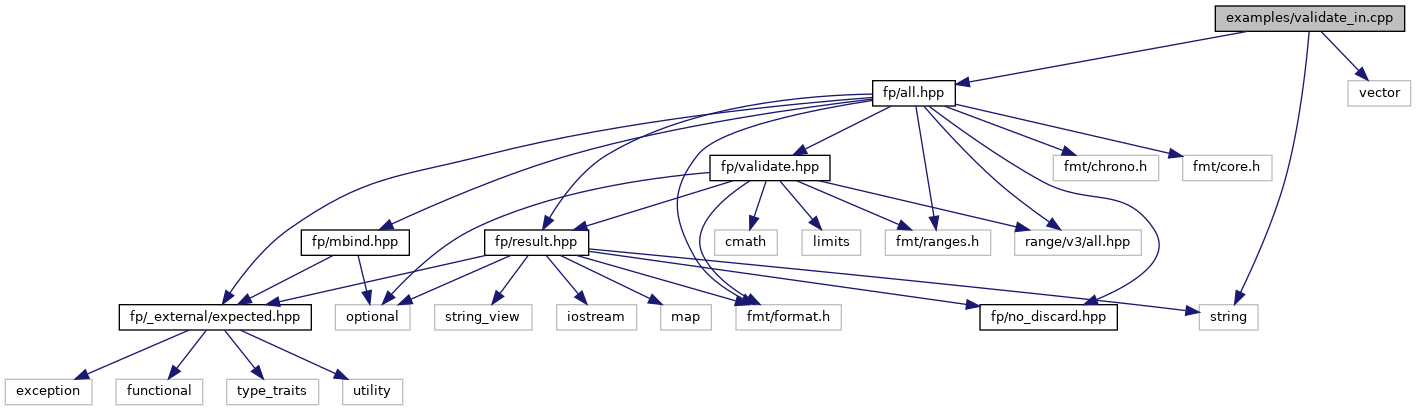 examples/validate_in.cpp
fp/all.hpp
vector
fp/validate.hpp
fmt/chrono.h
fmt/core.h
fp/mbind.hpp
fp/result.hpp
cmath
limits
fmt/ranges.h
range/v3/all.hpp
fp/_external/expected.hpp
optional
string_view
iostream
map
fmt/format.h
fp/no_discard.hpp
string
exception
functional
type_traits
utility